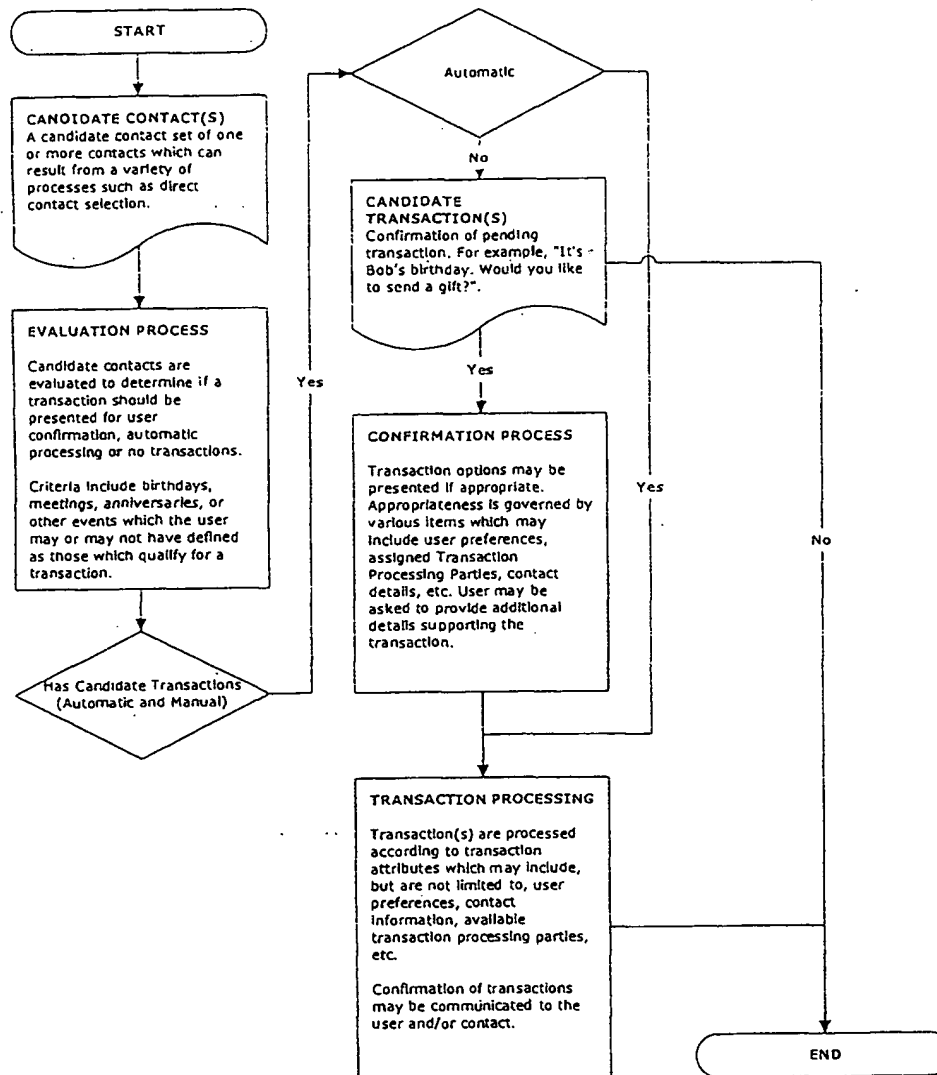 START
CANDIDATE CONTACT(S)
A candidate contact set of one
or more contacts which can
result from a variety of
processes such as direct
contact selection.
EVALUATION PROCESS
Candidate contacts are
evaluated to determine if a
transaction should be
presented for user
confirmation, automatic
processing or no transactions.
Criteria include birthdays,
meetings, anniversaries, or
other events which the user
may or may not have defined
as those which qualify for a
transaction.
Has Candidate Transactions
(Automatic and Manual)
Yes
Automatic
No
CANDIDATE
TRANSACTION(S)
Confirmation of pending
transaction. For example, "It's
Bob's birthday. Would you like
to send a gift?".
Yes
CONFIRMATION PROCESS
Transaction options may be
presented if appropriate.
Appropriateness is governed by
various items which may
include user preferences,
assigned Transaction
Processing Parties, contact
details, etc. User may be
asked to provide additional
details supporting the
transaction.
Yes
No
TRANSACTION PROCESSING
Transaction(s) are processed
according to transaction
attributes which may include,
but are not limited to, user
preferences, contact
information, available
transaction processing parties,
etc.
Confirmation of transactions
may be communicated to the
user and/or contact.
END